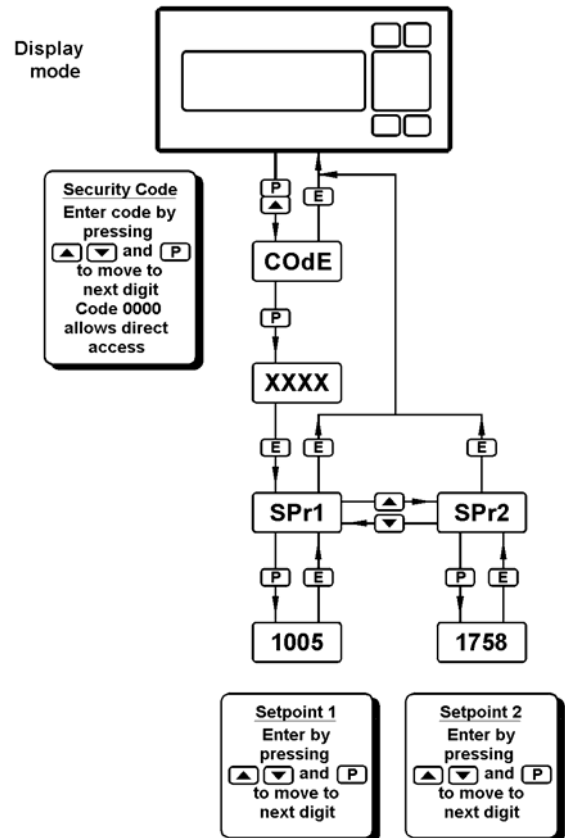 Display
mode
P
▲
E
Security Code
Enter code by
pressing
▲ ▼ and P
to move to
next digit
Code 0000
allows direct
access
COdE
P
XXXX
E
E
E
SPr1
▲
▼
SPr2
P
E
P
E
1005
1758
Setpoint 1
Enter by
pressing
▲ ▼ and P
to move to
next digit
Setpoint 2
Enter by
pressing
▲ ▼ and P
to move to
next digit